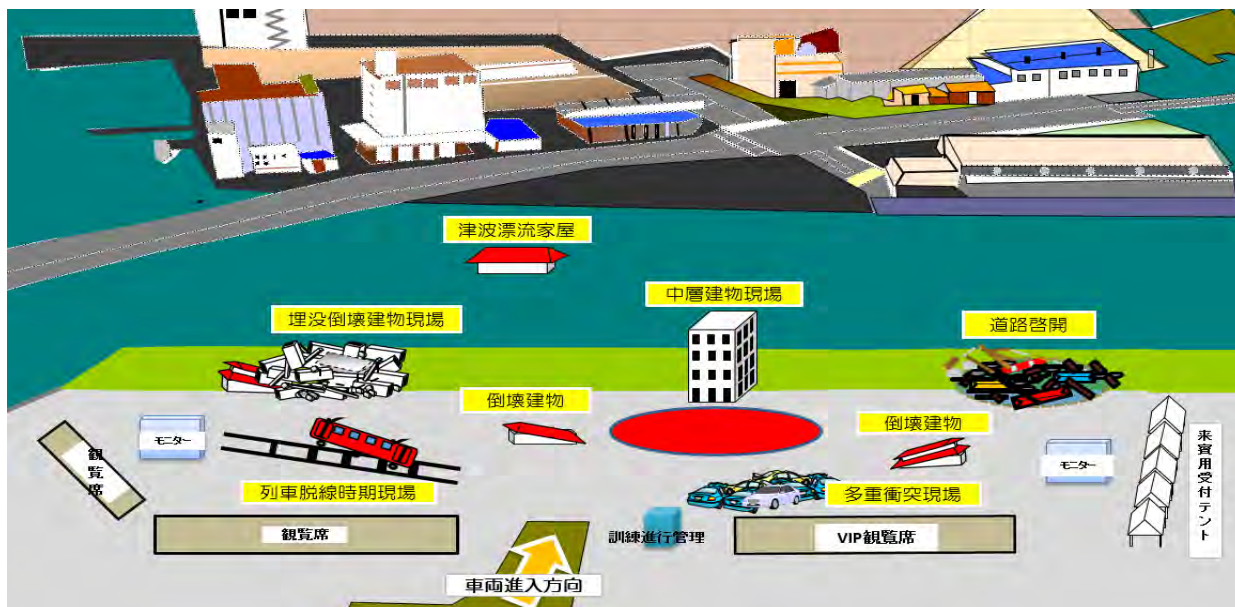 津波漂流家屋
中層建物現場
埋没倒壊建物現場
道路啓開
倒壊建物
倒壊建物
モニター
モニター
観覧席
来賓用受付テント
列車脱線時期現場
多重衝突現場
観覧席
訓練進行管理
VIP観覧席
車両進入方向